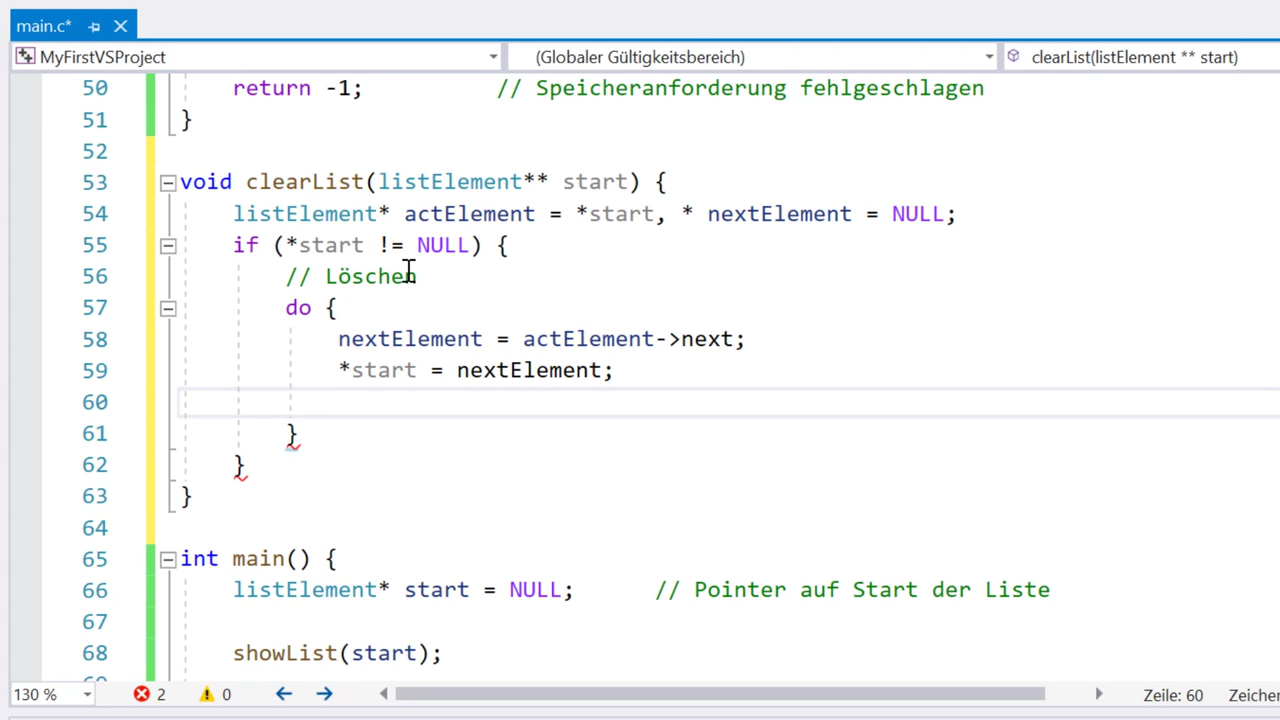 main.c*
MyFirstVSProject (Globaler Gültigkeitsbereich) clearList(listElement ** start)
50 return -1; // Speicheranforderung fehlgeschlagen
51 }
52
53 void clearList(listElement** start) {
54 listElement* actElement = *start, * nextElement = NULL;
55 if (*start != NULL) {
56 // Löschen
57 do {
58 nextElement = actElement->next;
59 *start = nextElement;
60
61 }
62 }
63 }
64
65 int main() {
66 listElement* start = NULL; // Pointer auf Start der Liste
67
68 showList(start);
130 % 2 0 Zeile: 60 Zeichen